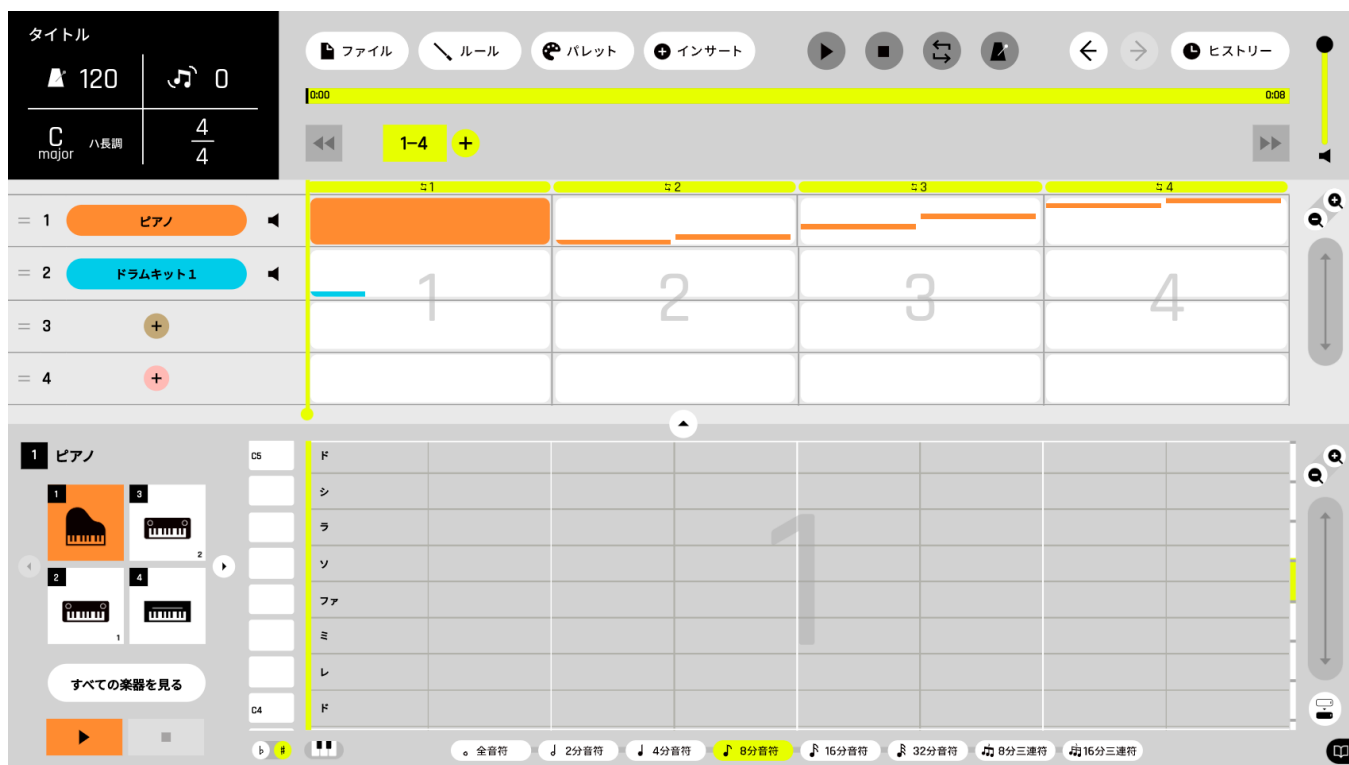 タイトル
120
0
C
major
ハ長調
4
4
ファイル
ルール
パレット
インサート
ヒストリー
0:00
0:08
1−4
1
2
3
4
1
ピアノ
2
ドラムキット1
3
4
1
2
3
4
1
ピアノ
1
3
2
2
1
4
すべての楽器を見る
C5
C4
ド
シ
ラ
ソ
ファ
ミ
レ
ド
1
♭
♯
全音符
2分音符
4分音符
8分音符
16分音符
32分音符
8分三連符
16分三連符